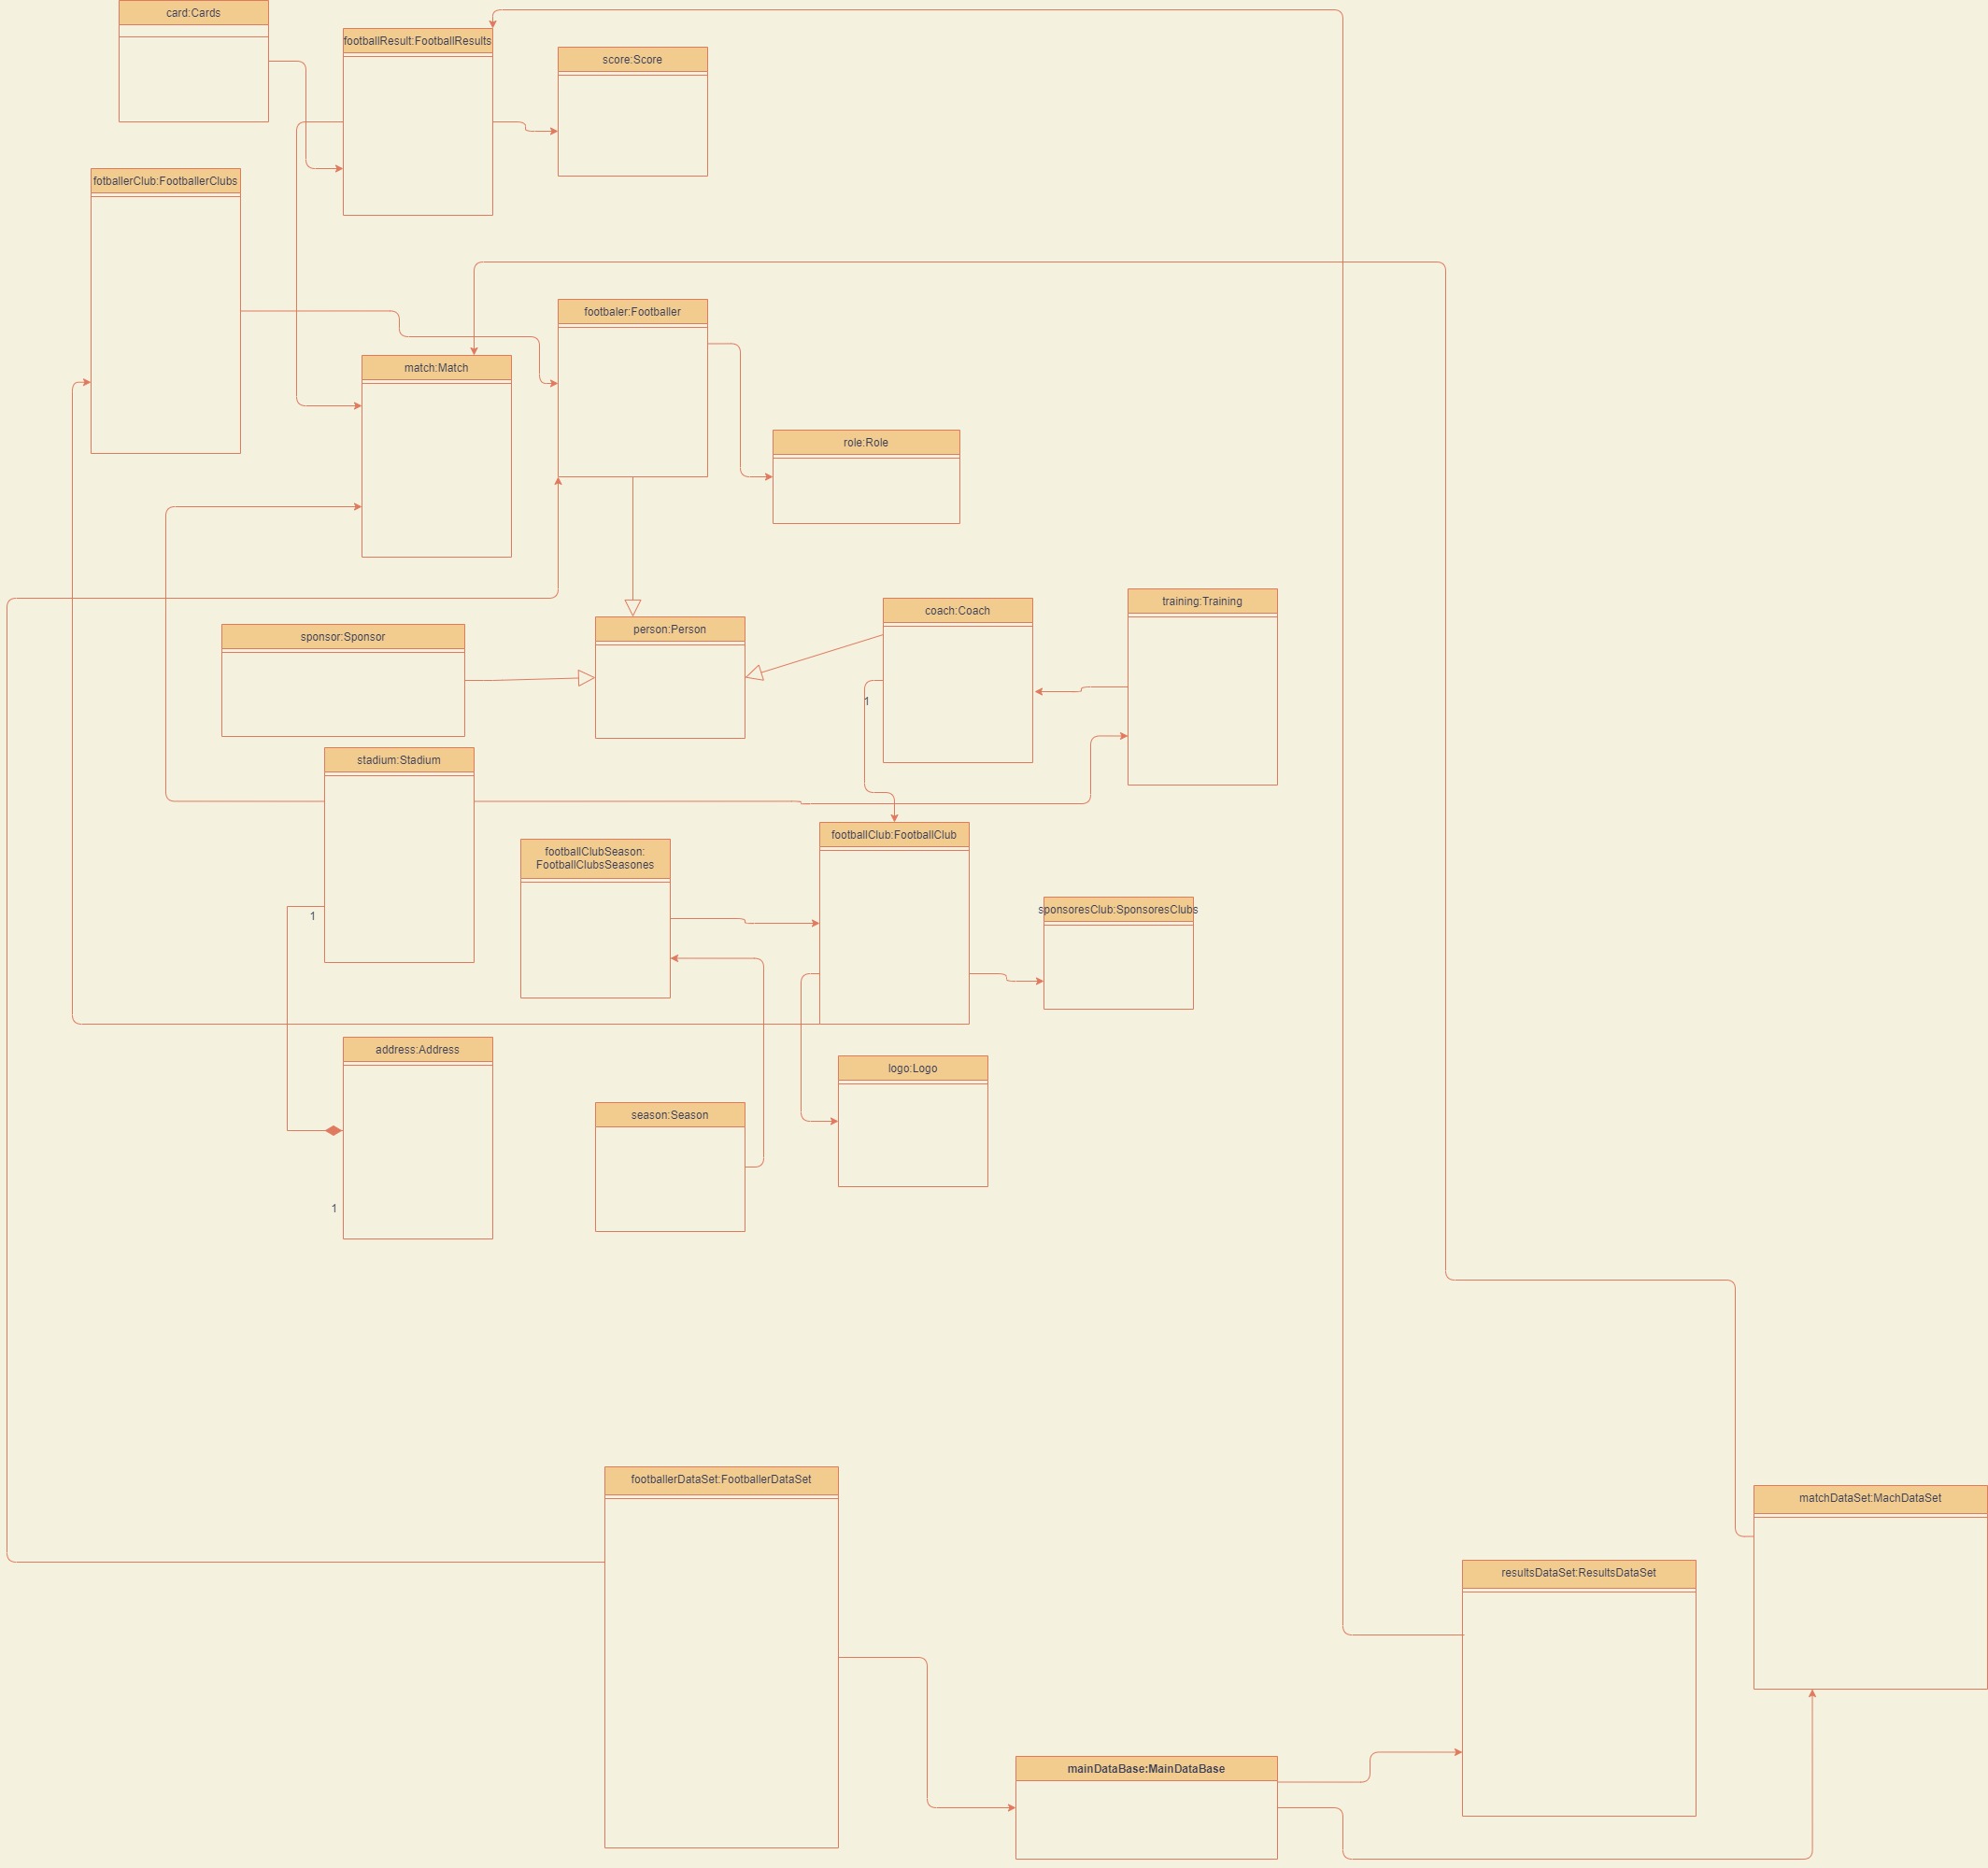 card:Cards
footballResult:FootballResults
score:Score
fotballerClub:FootballerClubs
footbaler:Footballer
match:Match
role:Role
training:Training
coach:Coach
person:Person
sponsor:Sponsor
1
stadium:Stadium
footballClub:FootballClub
footballClubSeason:
FootballClubsSeasones
sponsoresClub:SponsoresClubs
1
address:Address
logo:Logo
season:Season
1
footballerDataSet:FootballerDataSet
matchDataSet:MachDataSet
resultsDataSet:ResultsDataSet
mainDataBase:MainDataBase